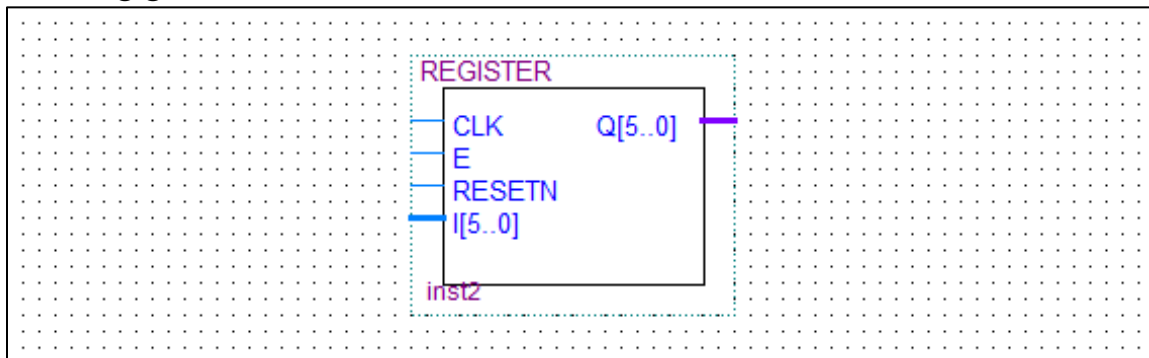 REGISTER
CLK Q[5..0]
E
RESETN
I[5..0]
inst2